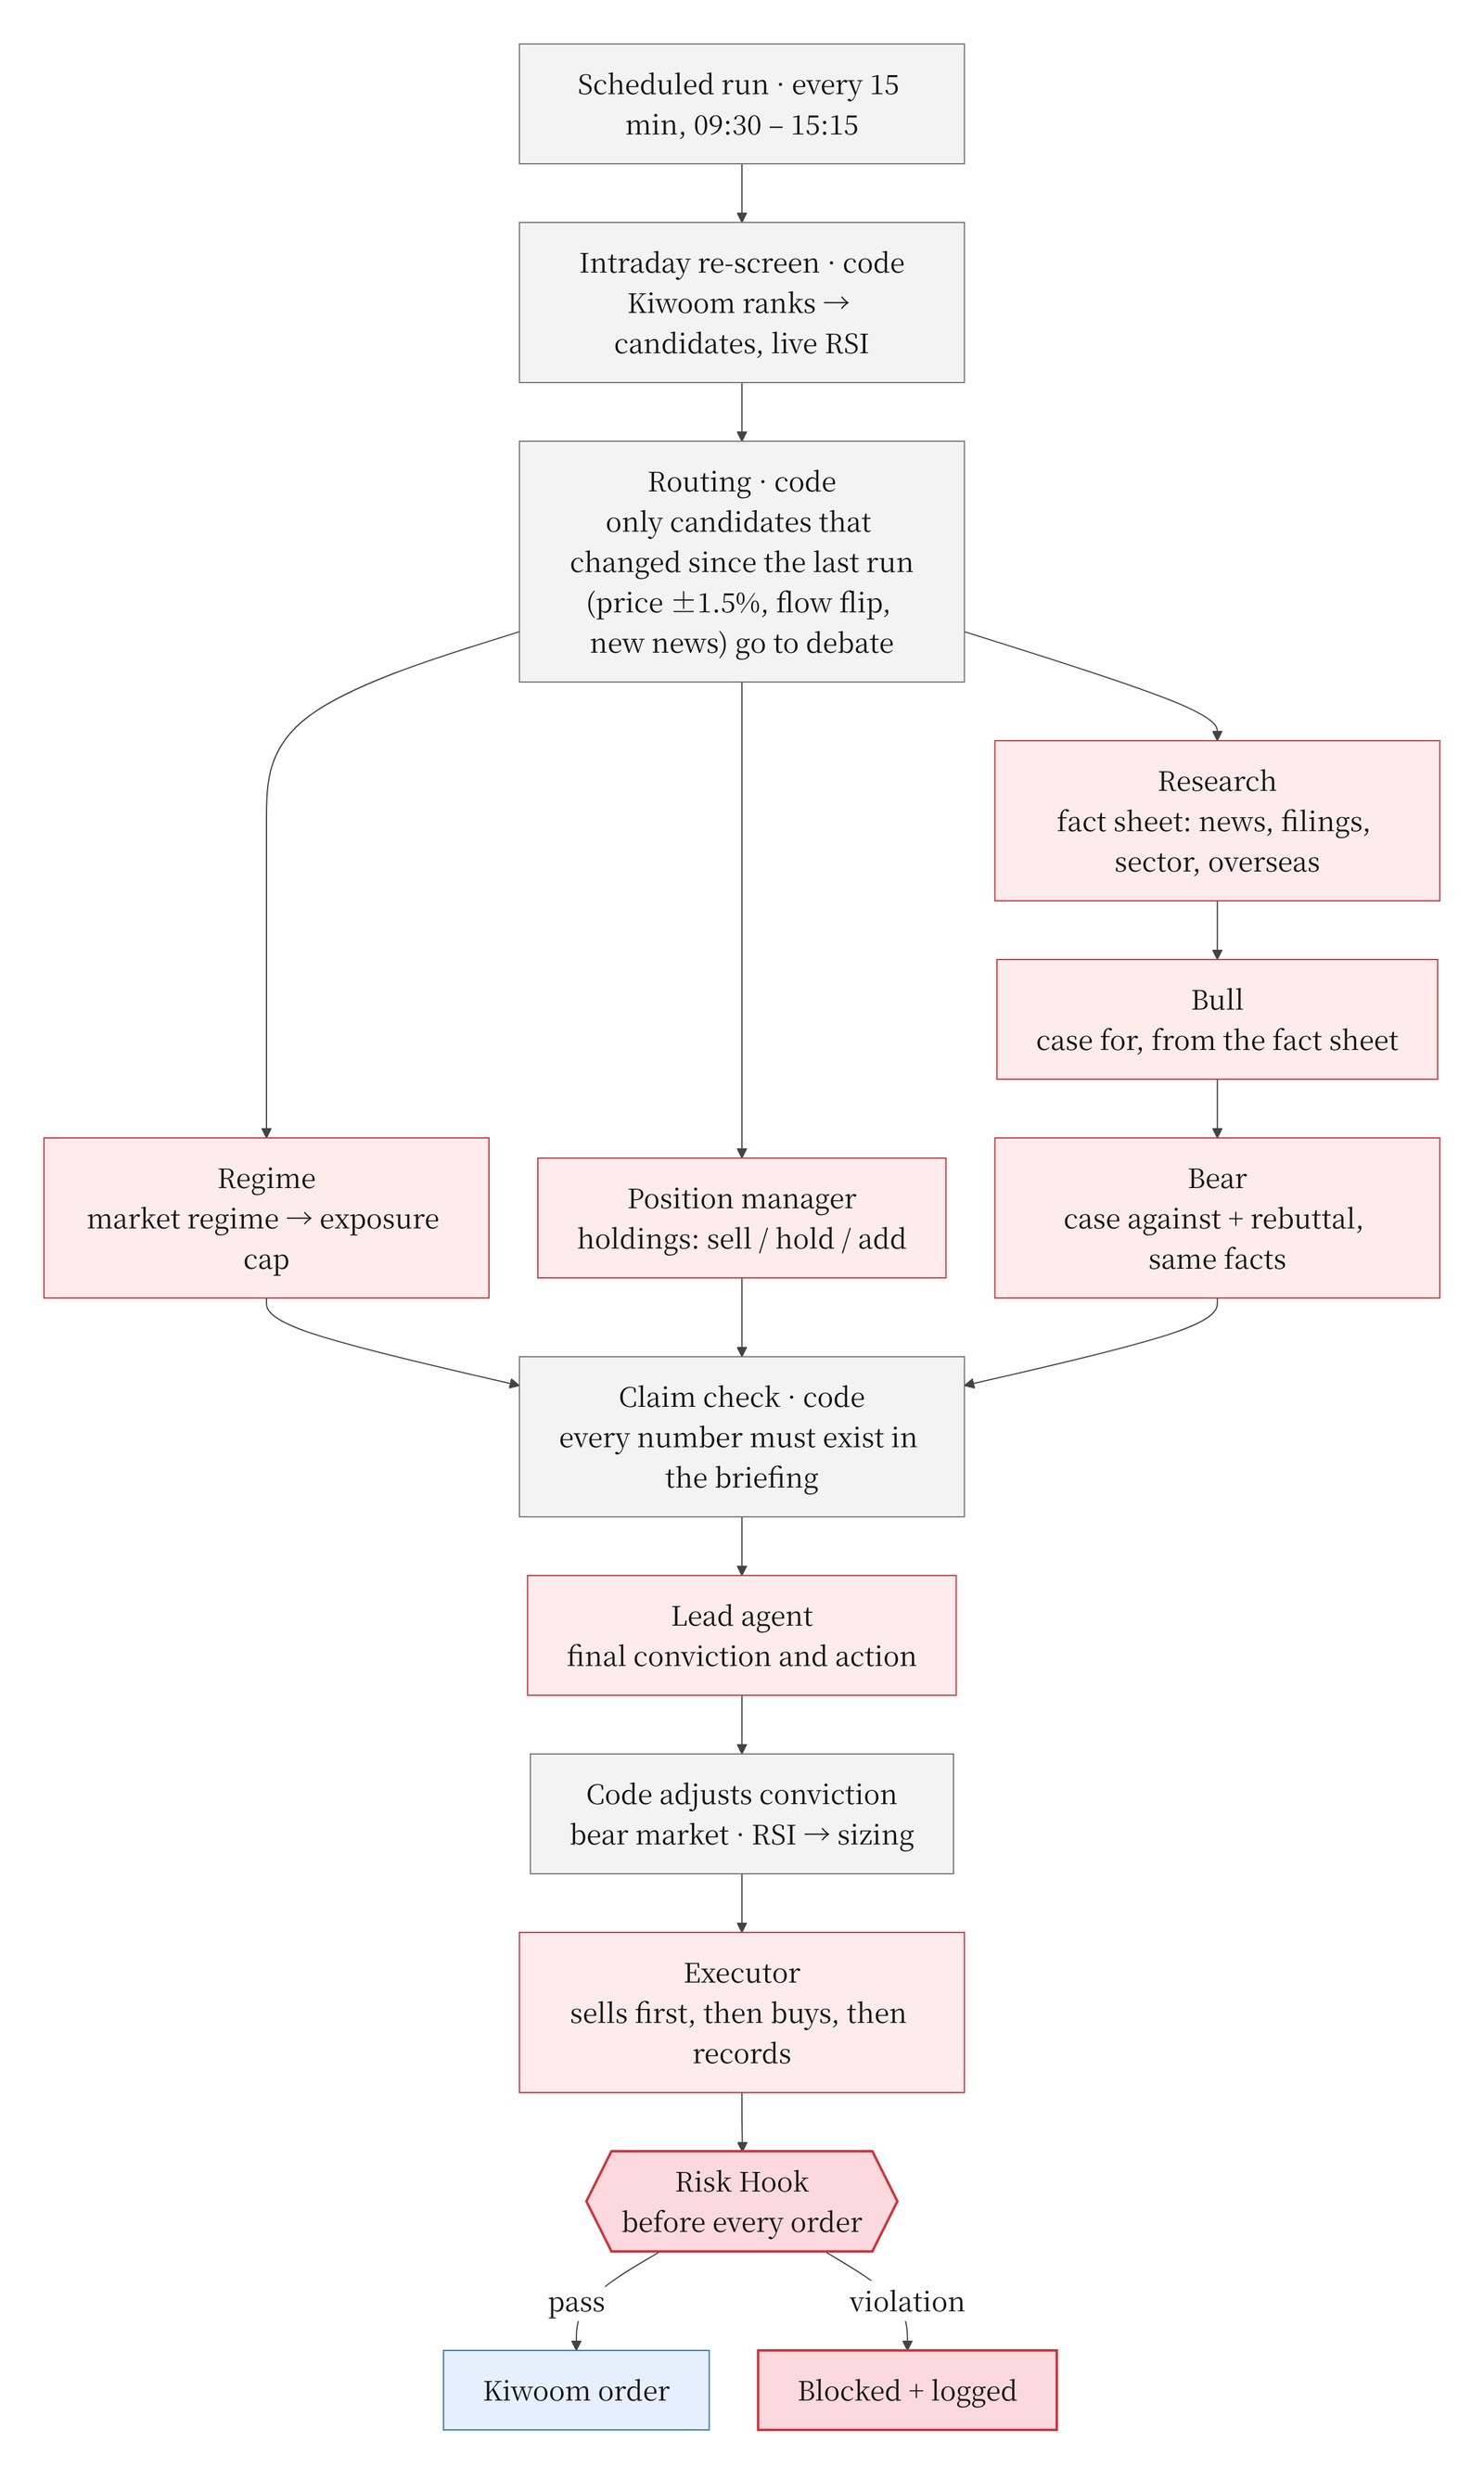 Scheduled run · every 15
min, 09:30 – 15:15
Intraday re-screen · code
Kiwoom ranks →
candidates, live RSI
Routing · code
only candidates that
changed since the last run
(price ±1.5%, flow flip,
new news) go to debate
Research
fact sheet: news, filings,
sector, overseas
Bull
case for, from the fact sheet
Regime
market regime → exposure
cap
Position manager
holdings: sell / hold / add
Bear
case against + rebuttal,
same facts
Claim check · code
every number must exist in
the briefing
Lead agent
final conviction and action
Code adjusts conviction
bear market · RSI → sizing
Executor
sells first, then buys, then
records
Risk Hook
before every order
pass
violation
Kiwoom order
Blocked + logged